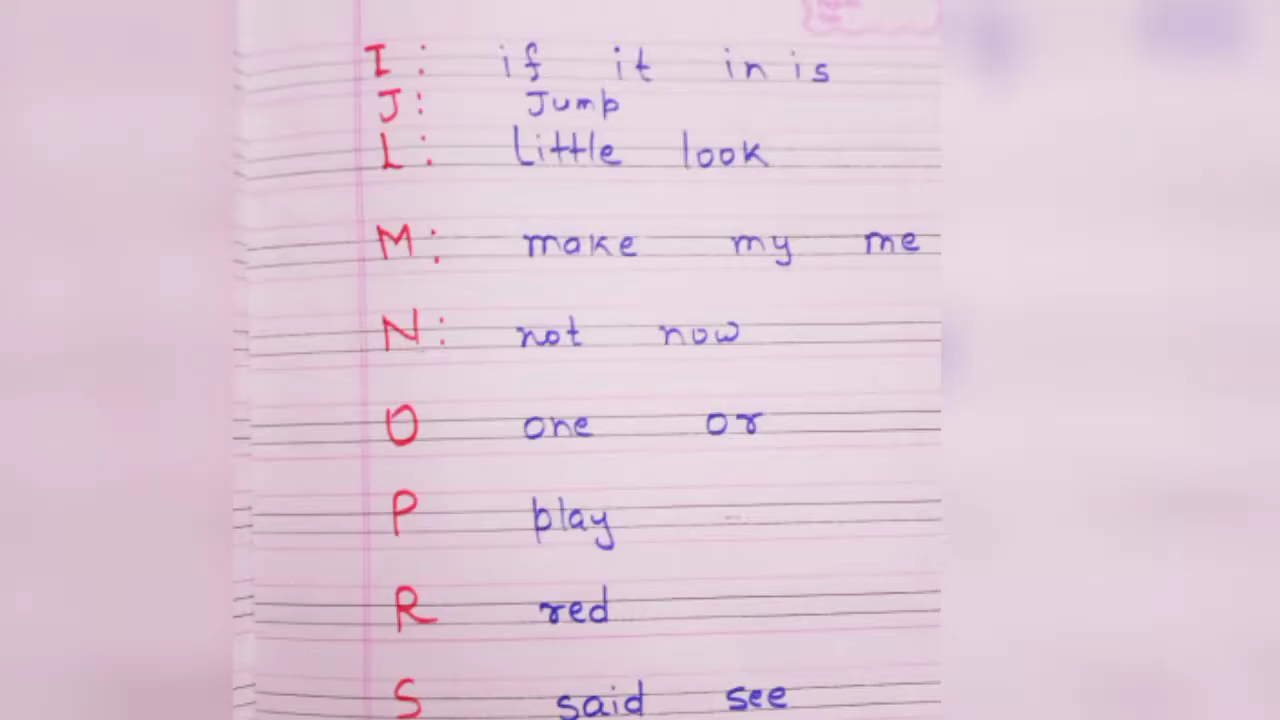 I : if it in is
J : Jump
L : little look
M : make my me
N : not now
O one or
P play
R red
S said see